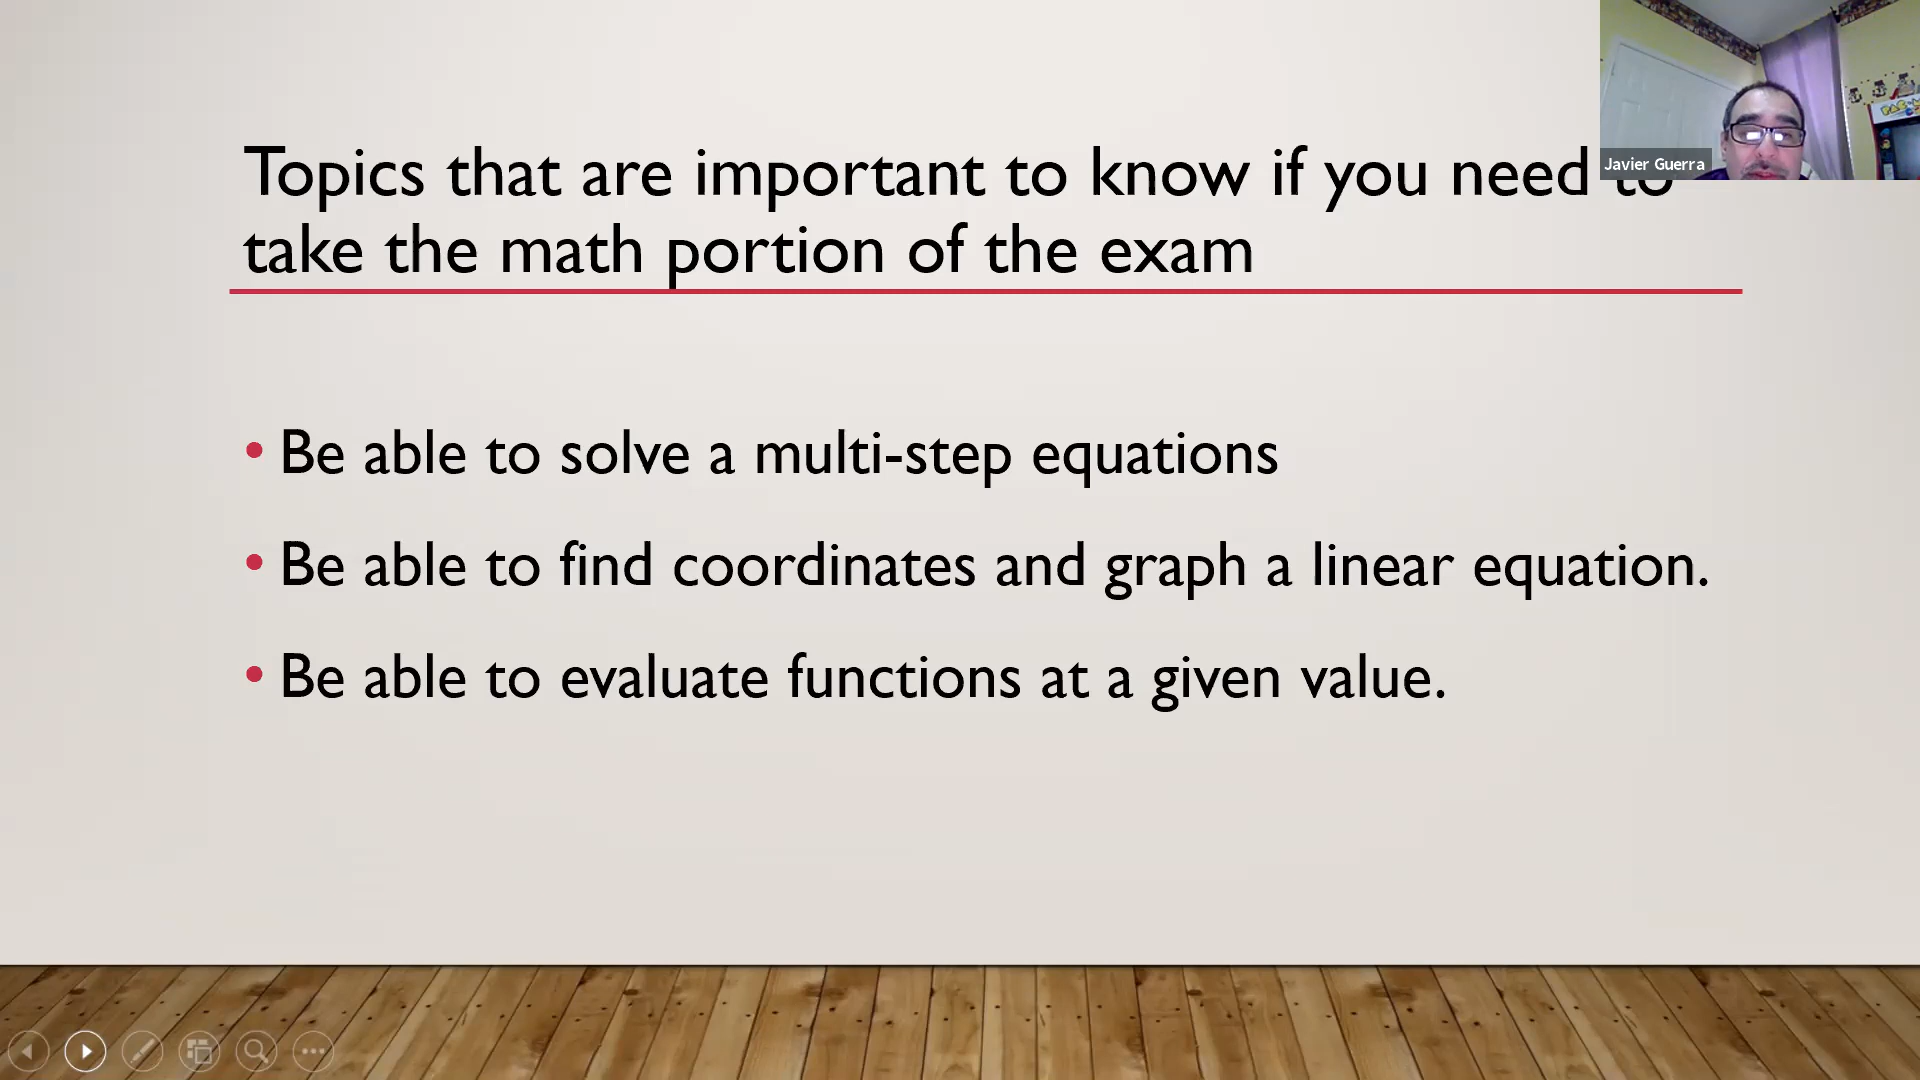 Topics that are important to know if you need to
take the math portion of the exam
Javier Guerra
• Be able to solve a multi-step equations
• Be able to find coordinates and graph a linear equation.
• Be able to evaluate functions at a given value.